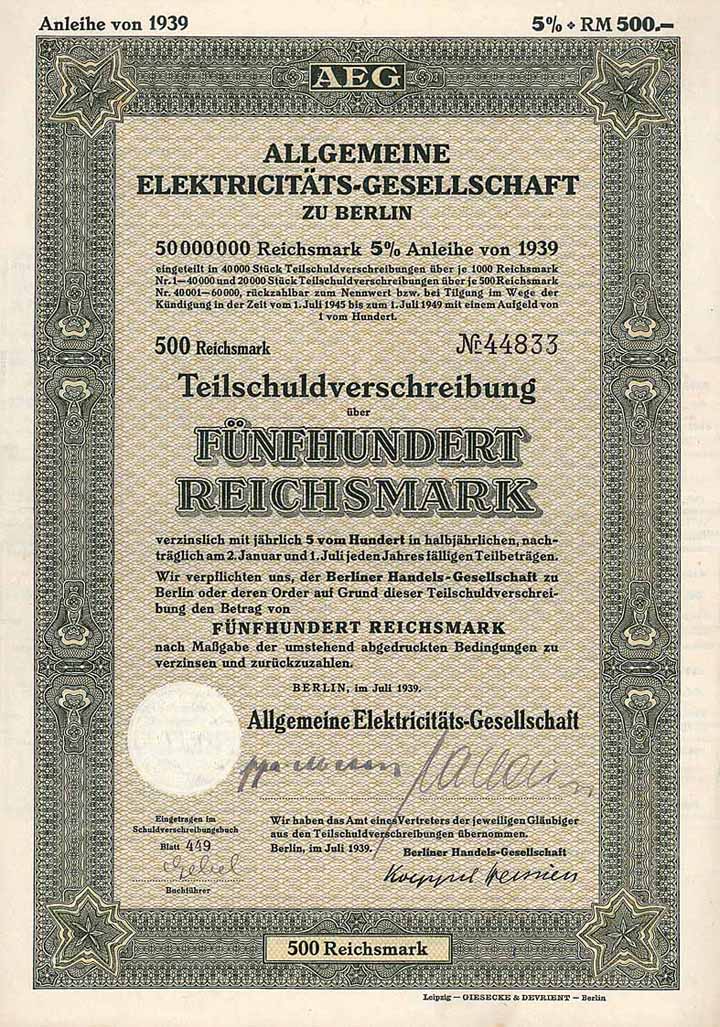 Anleihe von 1939 5% ⬥ RM 500.—
AEG
ALLGEMEINE
ELEKTRICITÄTS-GESELLSCHAFT
ZU BERLIN
50000000 Reichsmark 5% Anleihe von 1939
eingeteilt in 40000 Stück Teilschuldverschreibungen über je 1000 Reichsmark
Nr. 1—40000 und 20000 Stück Teilschuldverschreibungen über je 500 Reichsmark
Nr. 40001—60000, rückzahlbar zum Nennwert bzw. bei Tilgung im Wege der
Kündigung in der Zeit vom 1. Juli 1945 bis zum 1. Juli 1949 mit einem Aufgeld von
1 vom Hundert.
500 Reichsmark № 44833
Teilschuldverschreibung
über
FÜNFHUNDERT
REICHSMARK
verzinslich mit jährlich 5 vom Hundert in halbjährlichen, nach-
träglich am 2. Januar und 1. Juli jeden Jahres fälligen Teilbeträgen.
Wir verpflichten uns, der Berliner Handels-Gesellschaft zu
Berlin oder deren Order auf Grund dieser Teilschuldverschrei-
bung den Betrag von
FÜNFHUNDERT REICHSMARK
nach Maßgabe der umstehend abgedruckten Bedingungen zu
verzinsen und zurückzuzahlen.
BERLIN, im Juli 1939.
Allgemeine Elektricitäts-Gesellschaft
Eingetragen im
Schuldverschreibungsbuch
Blatt 449
Buchführer
Wir haben das Amt eines Vertreters der jeweiligen Gläubiger
aus den Teilschuldverschreibungen übernommen.
Berlin, im Juli 1939. Berliner Handels-Gesellschaft
500 Reichsmark
Leipzig — GIESECKE & DEVRIENT — Berlin